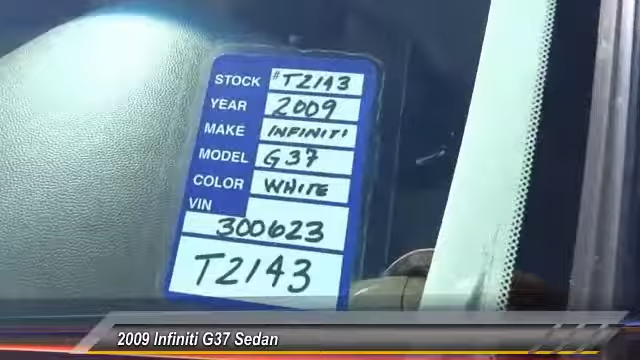 STOCK #T2143
YEAR 2009
MAKE INFINITI
MODEL G37
COLOR WHITE
VIN
300623
T2143
2009 Infiniti G37 Sedan